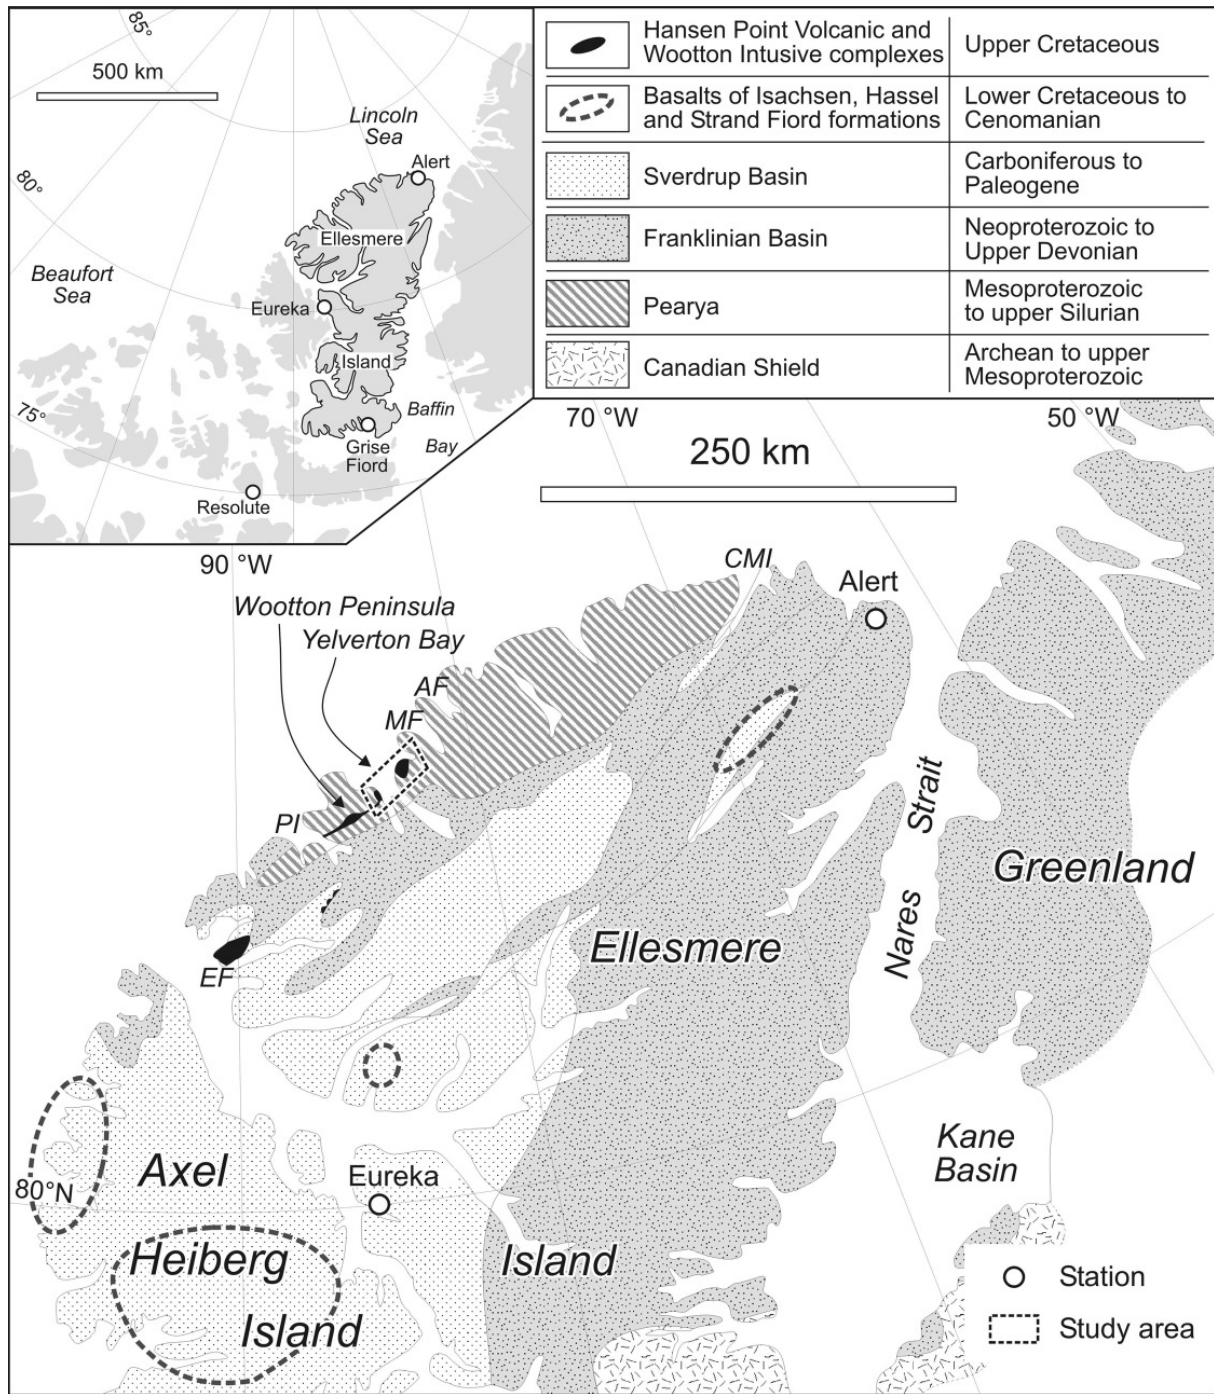 85°
500 km
Lincoln
Sea
Alert
80°
Ellesmere
Beaufort
Sea
Eureka
Island
75°
Baffin
Bay
Grise
Fiord
Resolute
Hansen Point Volcanic and
Wootton Intusive complexes
Upper Cretaceous
Basalts of Isachsen, Hassel
and Strand Fiord formations
Lower Cretaceous to
Cenomanian
Sverdrup Basin
Carboniferous to
Paleogene
Franklinian Basin
Neoproterozoic to
Upper Devonian
Pearya
Mesoproterozoic
to upper Silurian
Canadian Shield
Archean to upper
Mesoproterozoic
70 °W
50 °W
250 km
90 °W
CMI
Alert
Wootton Peninsula
Yelverton Bay
AF
MF
PI
Nares Strait
Greenland
Ellesmere
EF
Kane
Basin
Axel
Eureka
80°N
Heiberg
Island
Island
Station
Study area